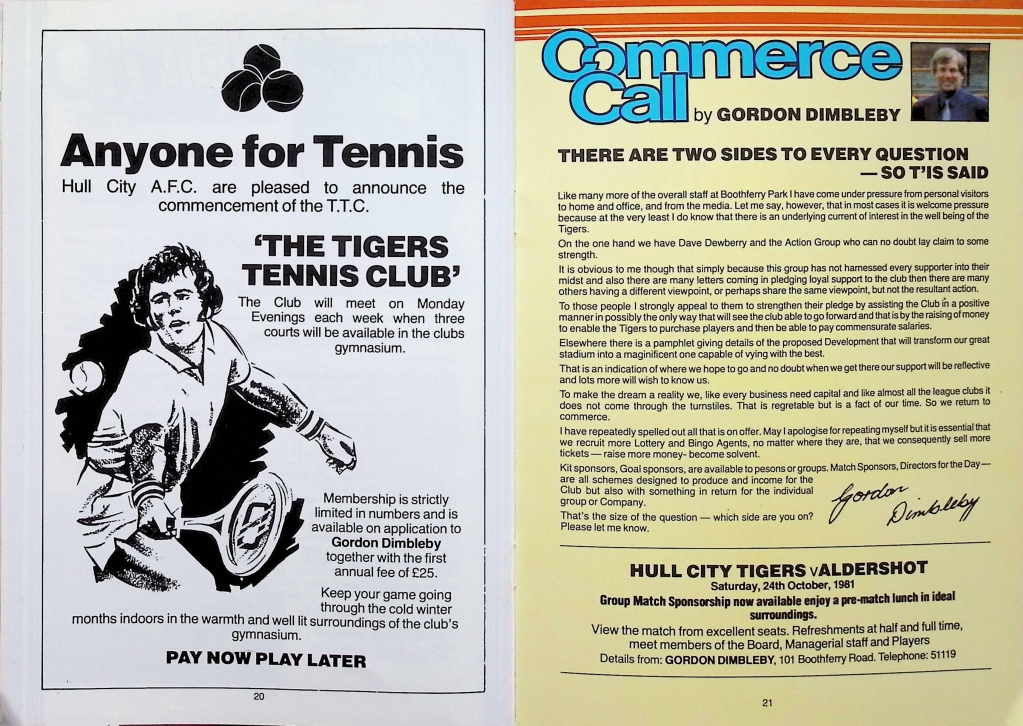 Anyone for Tennis
Hull City A.F.C. are pleased to announce the
commencement of the T.T.C.
‘THE TIGERS
TENNIS CLUB’
The Club will meet on Monday
Evenings each week when three
courts will be available in the clubs
gymnasium.
Membership is strictly
limited in numbers and is
available on application to
Gordon Dimbleby
together with the first
annual fee of £25.
Keep your game going
through the cold winter
months indoors in the warmth and well lit surroundings of the club's
gymnasium.
PAY NOW PLAY LATER
20
Commerce
Call
by GORDON DIMBLEBY
THERE ARE TWO SIDES TO EVERY QUESTION
— SO T'IS SAID
Like many more of the overall staff at Boothferry Park I have come under pressure from personal visitors
to home and office, and from the media. Let me say, however, that in most cases it is welcome pressure
because at the very least I do know that there is an underlying current of interest in the well being of the
Tigers.
On the one hand we have Dave Dewberry and the Action Group who can no doubt lay claim to some
strength.
It is obvious to me though that simply because this group has not harnessed every supporter into their
midst and also there are many letters coming in pledging loyal support to the club then there are many
others having a different viewpoint, or perhaps share the same viewpoint, but not the resultant action.
To those people I strongly appeal to them to strengthen their pledge by assisting the Club in a positive
manner in possibly the only way that will see the club able to go forward and that is by the raising of money
to enable the Tigers to purchase players and then be able to pay commensurate salaries.
Elsewhere there is a pamphlet giving details of the proposed Development that will transform our great
stadium into a maginificent one capable of vying with the best.
That is an indication of where we hope to go and no doubt when we get there our support will be reflective
and lots more will wish to know us.
To make the dream a reality we, like every business need capital and like almost all the league clubs it
does not come through the turnstiles. That is regretable but is a fact of our time. So we return to
commerce.
I have repeatedly spelled out all that is on offer. May I apologise for repeating myself but it is essential that
we recruit more Lottery and Bingo Agents, no matter where they are, that we consequently sell more
tickets — raise more money- become solvent.
Kit sponsors, Goal sponsors, are available to pesons or groups. Match Sponsors, Directors for the Day —
are all schemes designed to produce and income for the
Club but also with something in return for the individual
group or Company.
That's the size of the question — which side are you on?
Please let me know.
Gordon
Dimbleby
HULL CITY TIGERS v ALDERSHOT
Saturday, 24th October, 1981
Group Match Sponsorship now available enjoy a pre-match lunch in ideal
surroundings.
View the match from excellent seats. Refreshments at half and full time,
meet members of the Board, Managerial staff and Players
Details from: GORDON DIMBLEBY, 101 Boothferry Road. Telephone: 51119
21